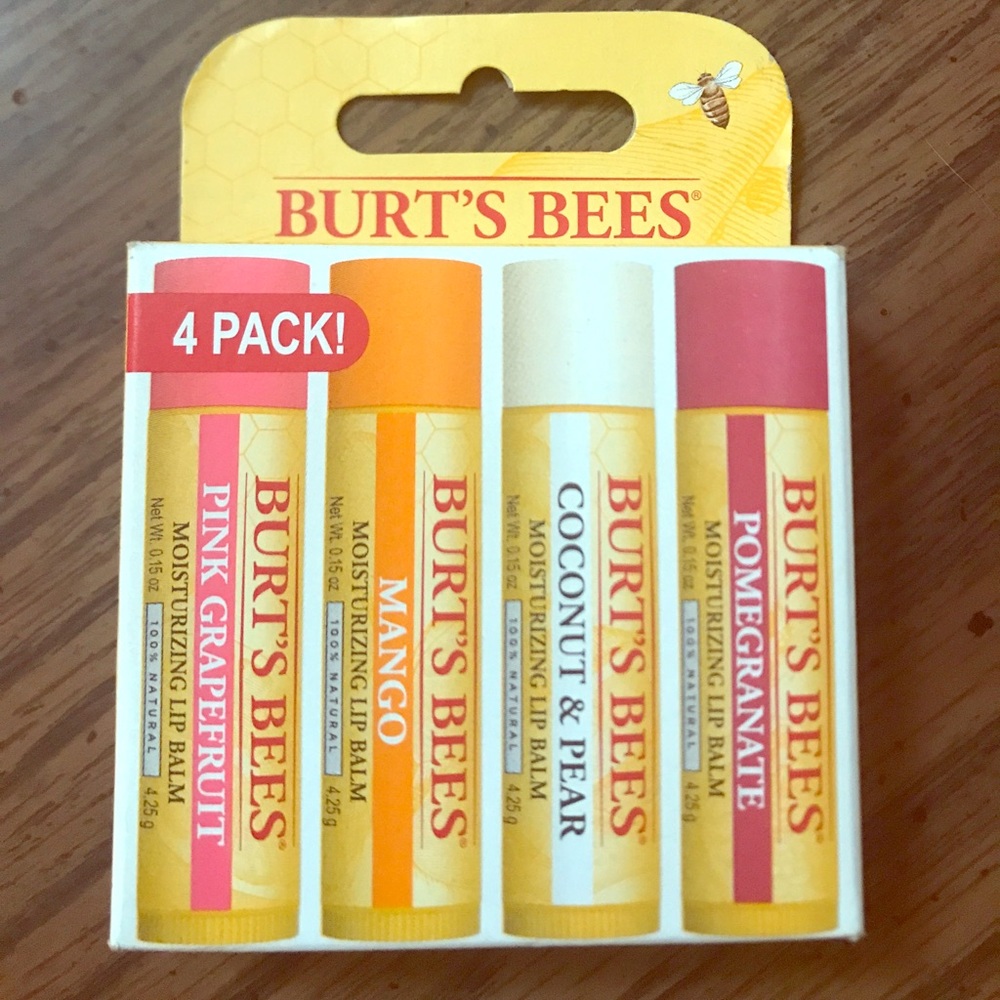 BURT'S BEES®
4 PACK!
BURT'S BEES®
PINK GRAPEFRUIT
MOISTURIZING LIP BALM
Net Wt. 0.15 oz 100% NATURAL 4.25 g
BURT'S BEES®
MANGO
MOISTURIZING LIP BALM
Net Wt. 0.15 oz 100% NATURAL 4.25 g
BURT'S BEES®
COCONUT & PEAR
MOISTURIZING LIP BALM
Net Wt. 0.15 oz 100% NATURAL 4.25 g
BURT'S BEES®
POMEGRANATE
MOISTURIZING LIP BALM
Net Wt. 0.15 oz 100% NATURAL 4.25 g